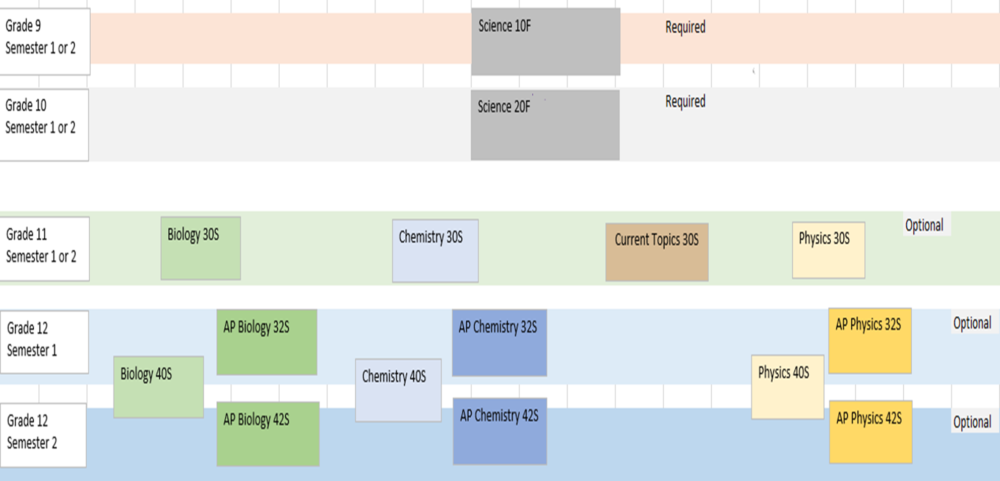 Grade 9
Semester 1 or 2
Science 10F
Required
Grade 10
Semester 1 or 2
Science 20F
Required
Grade 11
Semester 1 or 2
Biology 30S
Chemistry 30S
Current Topics 30S
Physics 30S
Optional
Grade 12
Semester 1
AP Biology 32S
AP Chemistry 32S
AP Physics 32S
Optional
Biology 40S
Chemistry 40S
Physics 40S
Grade 12
Semester 2
AP Biology 42S
AP Chemistry 42S
AP Physics 42S
Optional